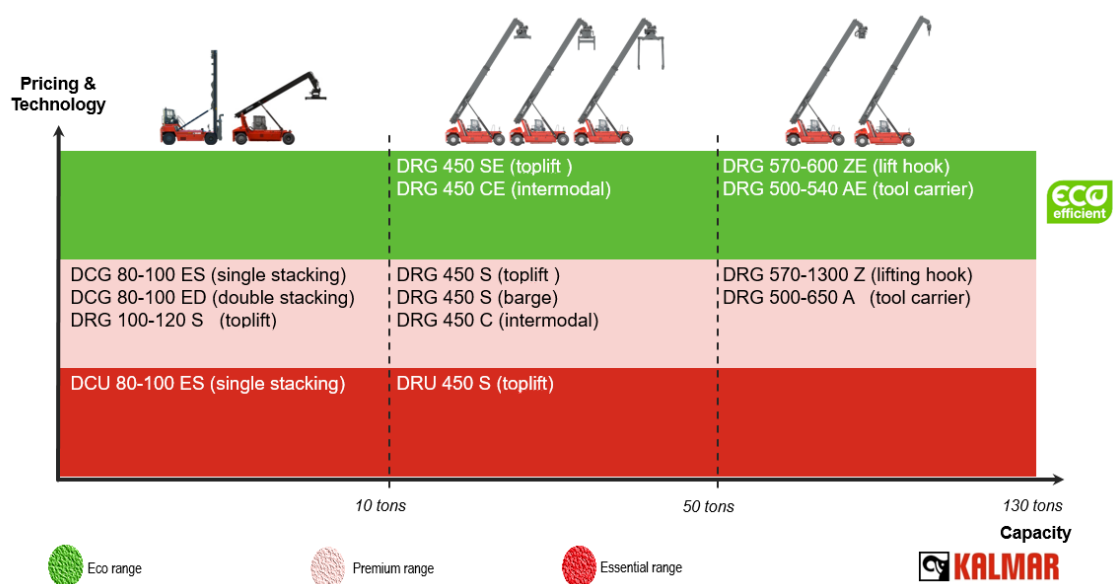 Pricing &
Technology
DRG 450 SE (toplift )
DRG 450 CE (intermodal)
DRG 570-600 ZE (lift hook)
DRG 500-540 AE (tool carrier)
eco
efficient
DCG 80-100 ES (single stacking)
DCG 80-100 ED (double stacking)
DRG 100-120 S (toplift)
DRG 450 S (toplift )
DRG 450 S (barge)
DRG 450 C (intermodal)
DRG 570-1300 Z (lifting hook)
DRG 500-650 A (tool carrier)
DCU 80-100 ES (single stacking)
DRU 450 S (toplift)
10 tons
50 tons
130 tons
Capacity
Eco range
Premium range
Essential range
KALMAR